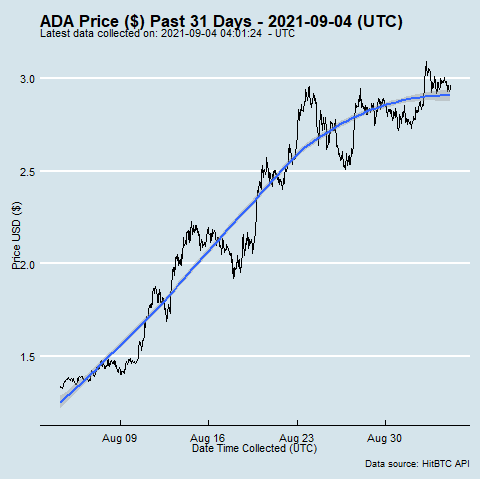 ADA Price ($) Past 31 Days - 2021-09-04 (UTC)
Latest data collected on: 2021-09-04 04:01:24  - UTC
3.0
2.5
2.0
1.5
Price USD ($)
Aug 09 Aug 16 Aug 23 Aug 30
Date Time Collected (UTC)
Data source: HitBTC API